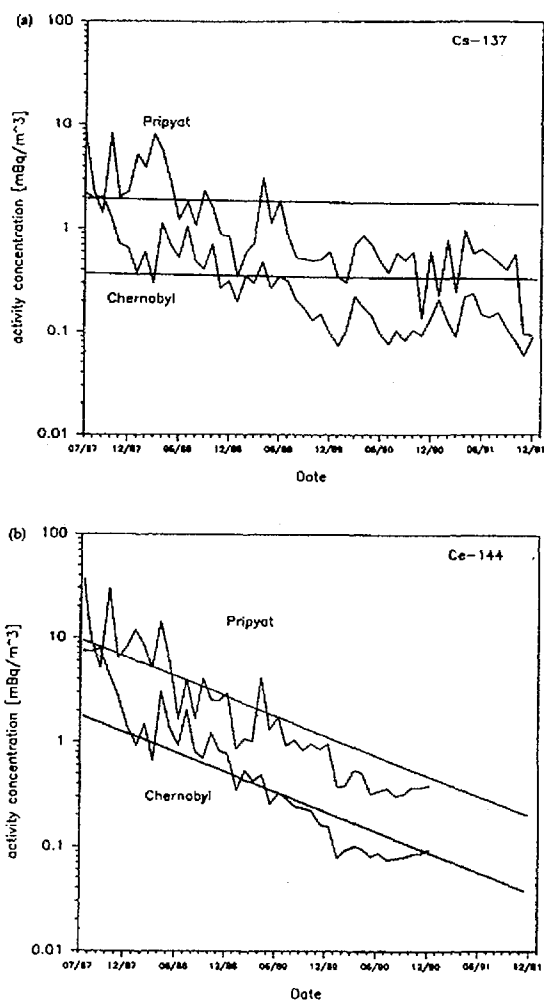 (a)
100
Cs-137
10
Pripyat
1
Chernobyl
0.1
0.01
activity concentration [mBq/m^3]
07/87 12/87 06/88 12/88 06/89 12/89 06/90 12/90 06/91 12/91
Date
(b)
100
Ce-144
Pripyat
10
1
Chernobyl
0.1
0.01
activity concentration [mBq/m^3]
07/87 12/87 06/88 12/88 06/89 12/89 06/90 12/90 06/91 12/91
Date